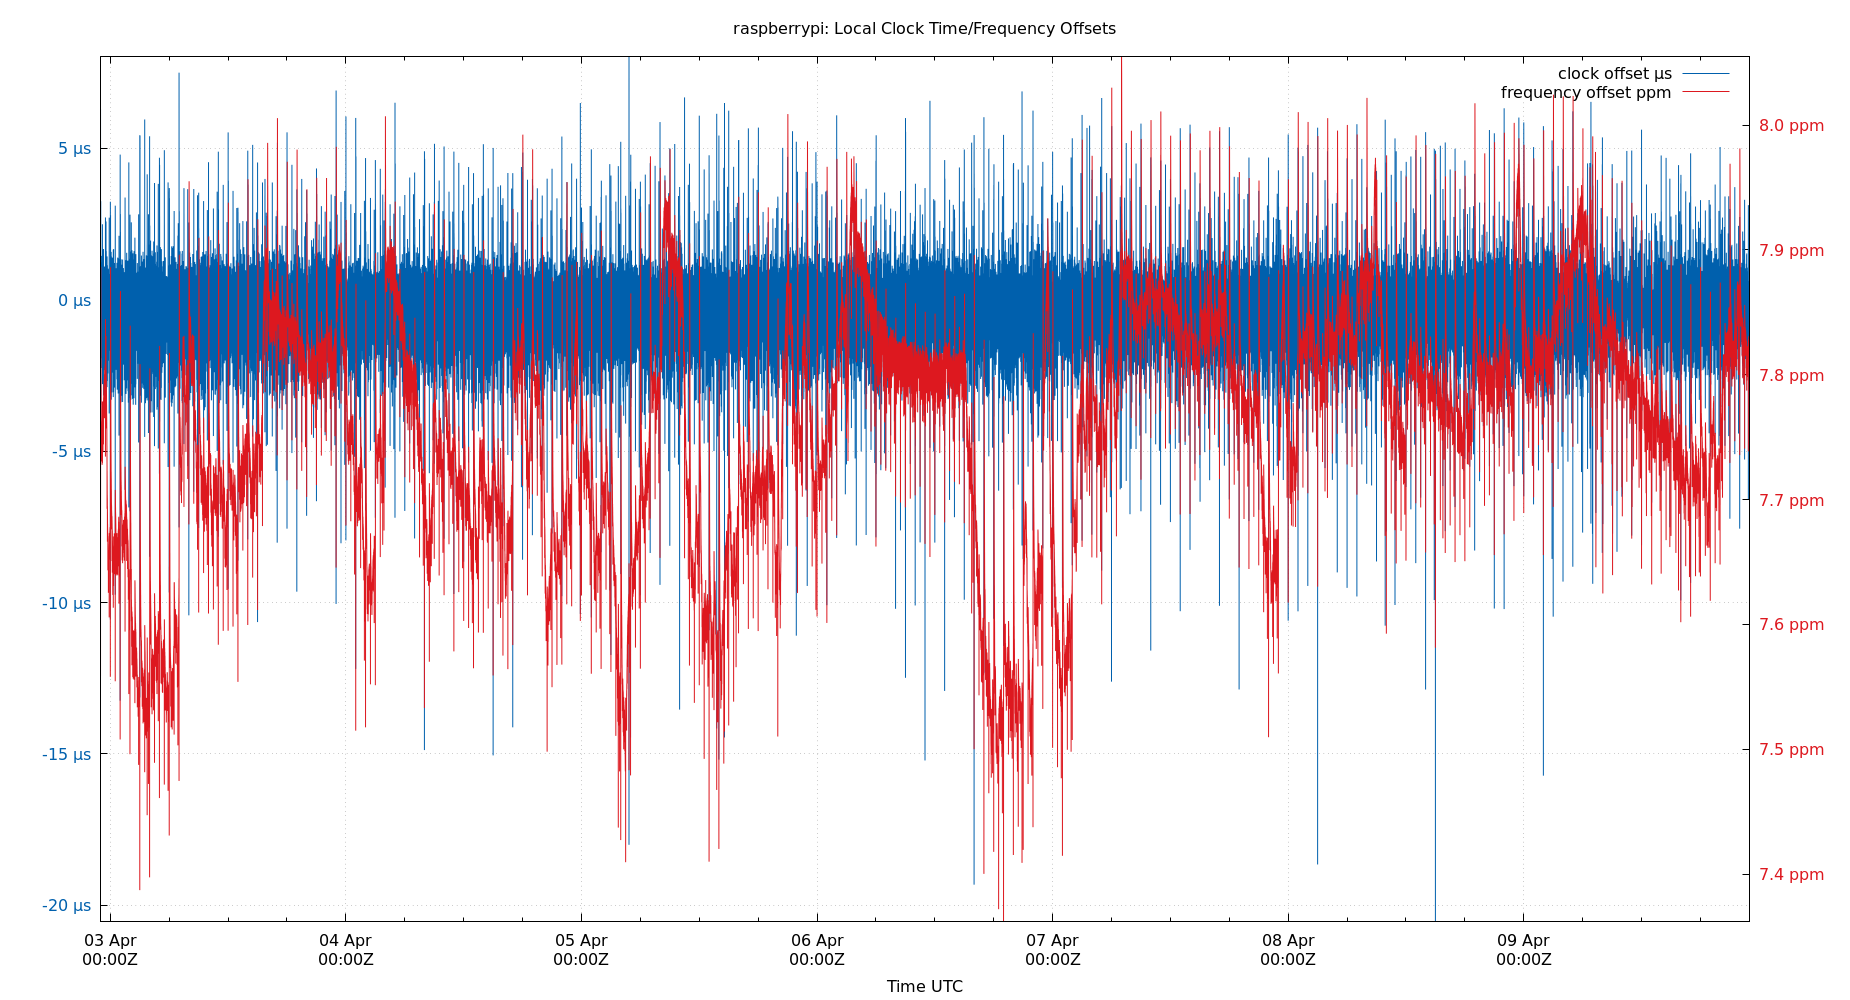 raspberrypi: Local Clock Time/Frequency Offsets
clock offset µs
frequency offset ppm
5 µs
0 µs
-5 µs
-10 µs
-15 µs
-20 µs
8.0 ppm
7.9 ppm
7.8 ppm
7.7 ppm
7.6 ppm
7.5 ppm
7.4 ppm
03 Apr 04 Apr 05 Apr 06 Apr 07 Apr 08 Apr 09 Apr
00:00Z 00:00Z 00:00Z 00:00Z 00:00Z 00:00Z 00:00Z
Time UTC